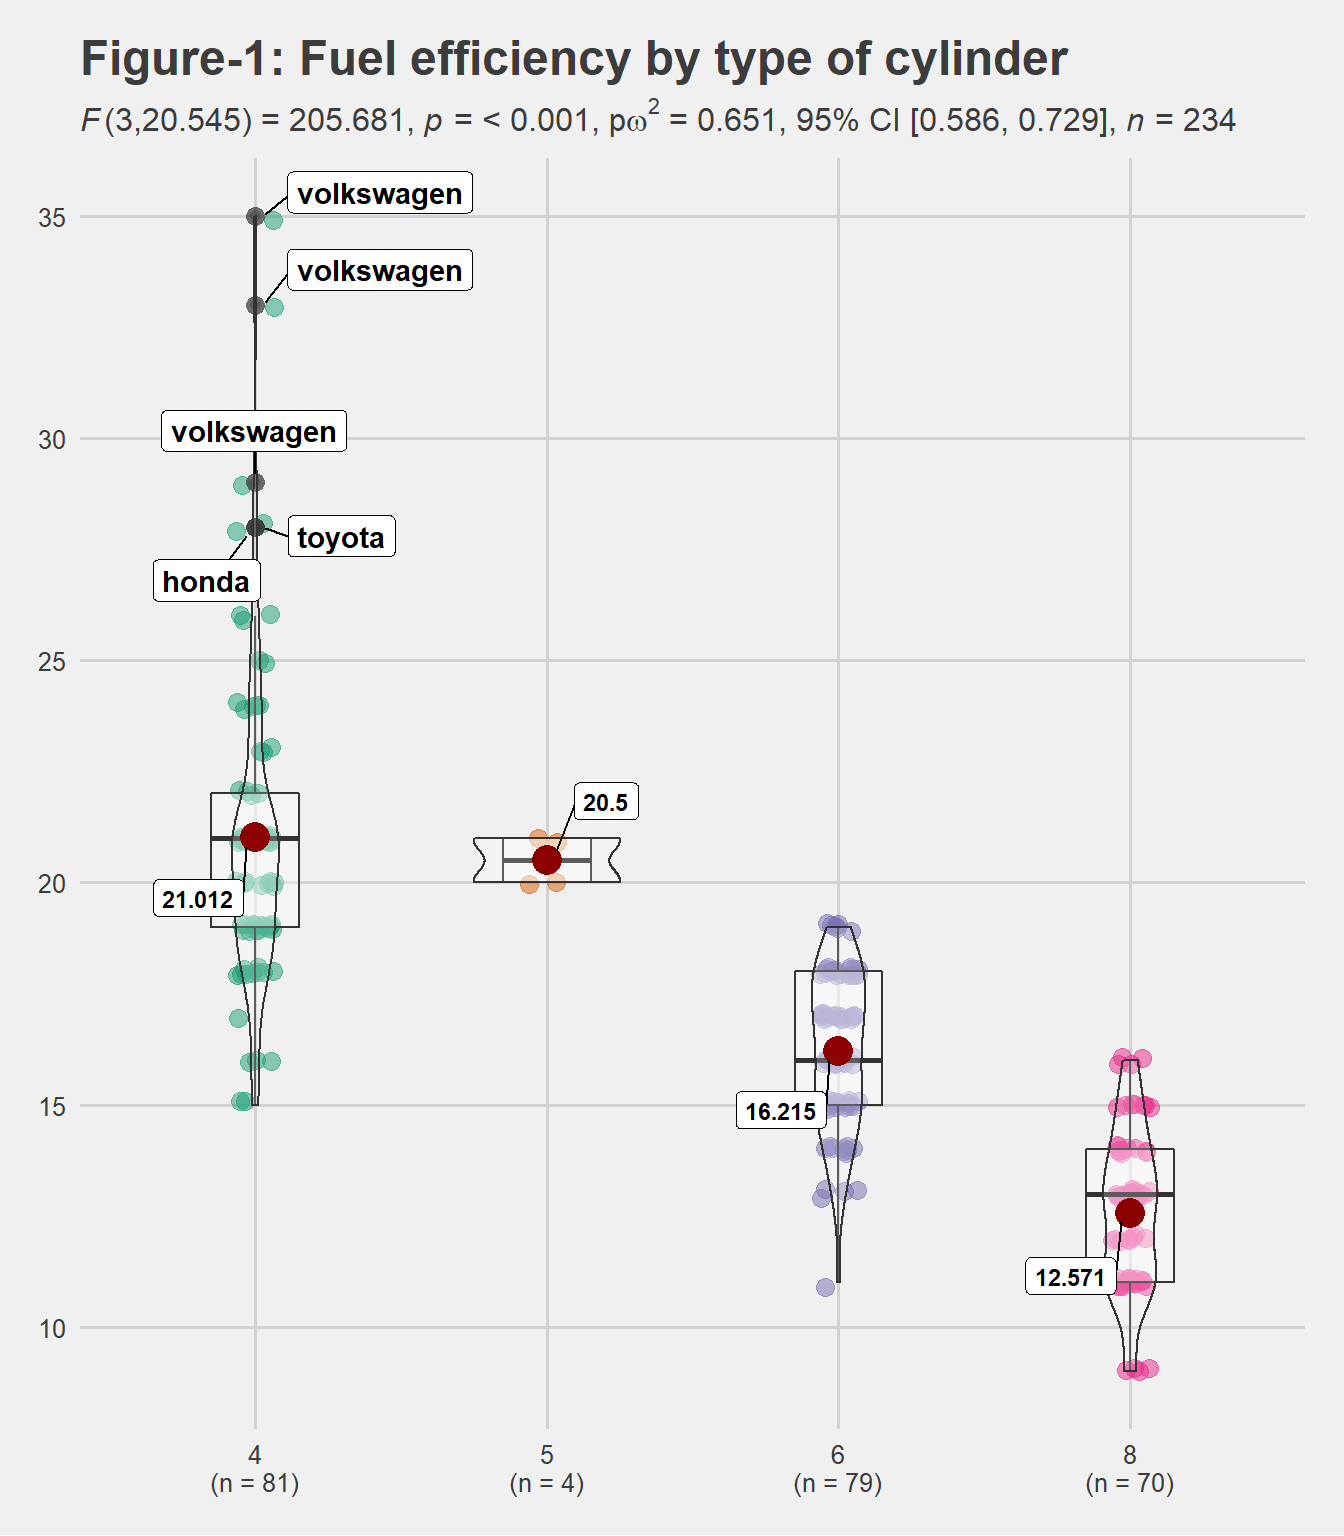 Figure-1: Fuel efficiency by type of cylinder
F(3,20.545) = 205.681, p = < 0.001, pω² = 0.651, 95% CI [0.586, 0.729], n = 234
volkswagen
35
volkswagen
30
volkswagen
toyota
honda
25
20.5
20
21.012
15
16.215
12.571
10
4
(n = 81)
5
(n = 4)
6
(n = 79)
8
(n = 70)